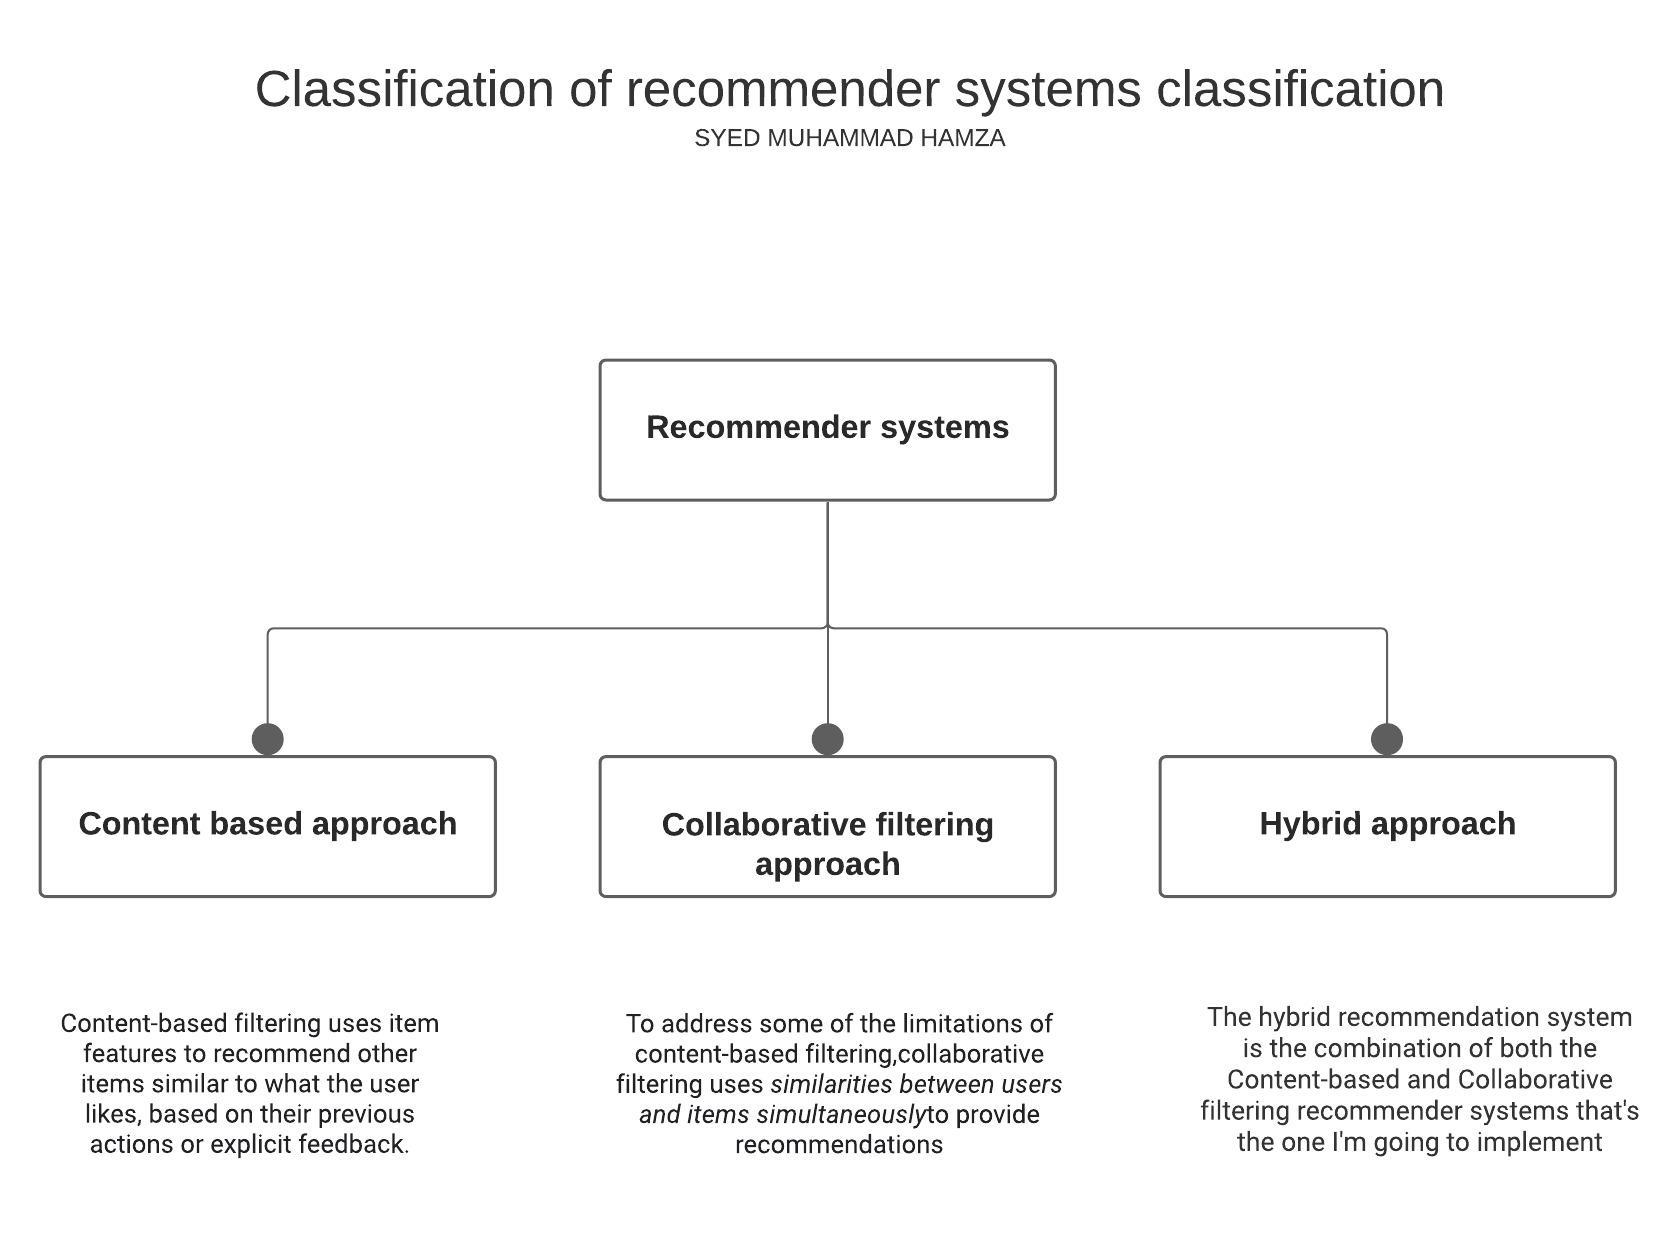 Classification of recommender systems classification
SYED MUHAMMAD HAMZA
Recommender systems
Content based approach
Collaborative filtering
approach
Hybrid approach
Content-based filtering uses item
features to recommend other
items similar to what the user
likes, based on their previous
actions or explicit feedback.
To address some of the limitations of
content-based filtering,collaborative
filtering uses similarities between users
and items simultaneouslyto provide
recommendations
The hybrid recommendation system
is the combination of both the
Content-based and Collaborative
filtering recommender systems that's
the one I'm going to implement